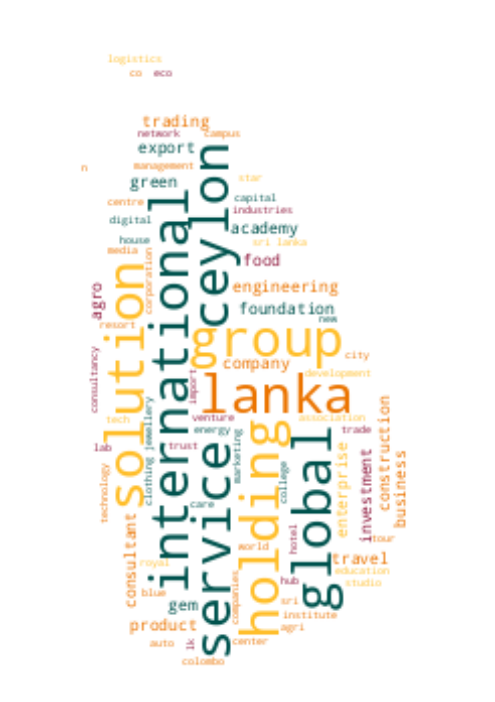 logistics
co
eco
trading
network
campus
export
n
management
green
star
centre
capital
industries
digital
academy
house
sri lanka
media
food
corporation
ceylon
international
solution
agro
engineering
foundation
new
resort
group
city
company
development
consultancy
import
lanka
jewellery
venture
association
tech
energy
trade
lab
trust
marketing
clothing
technology
service
holding
global
college
care
enterprise
investment
construction
business
consultant
world
hotel
tour
travel
royal
education
blue
hub
studio
gem
companies
sri
institute
product
agri
auto
lk
center
colombo